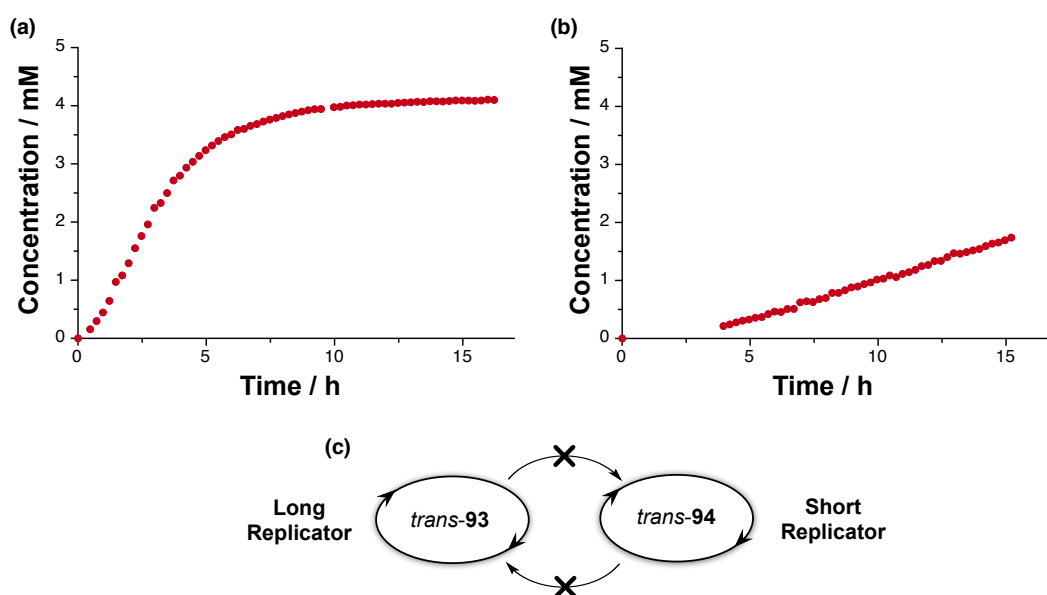 (a)
5
4
3
2
1
0
0
5
10
15
Concentration / mM
Time / h
(b)
5
4
3
2
1
0
0
5
10
15
Concentration / mM
Time / h
(c)
Long
Replicator
trans-93
trans-94
Short
Replicator